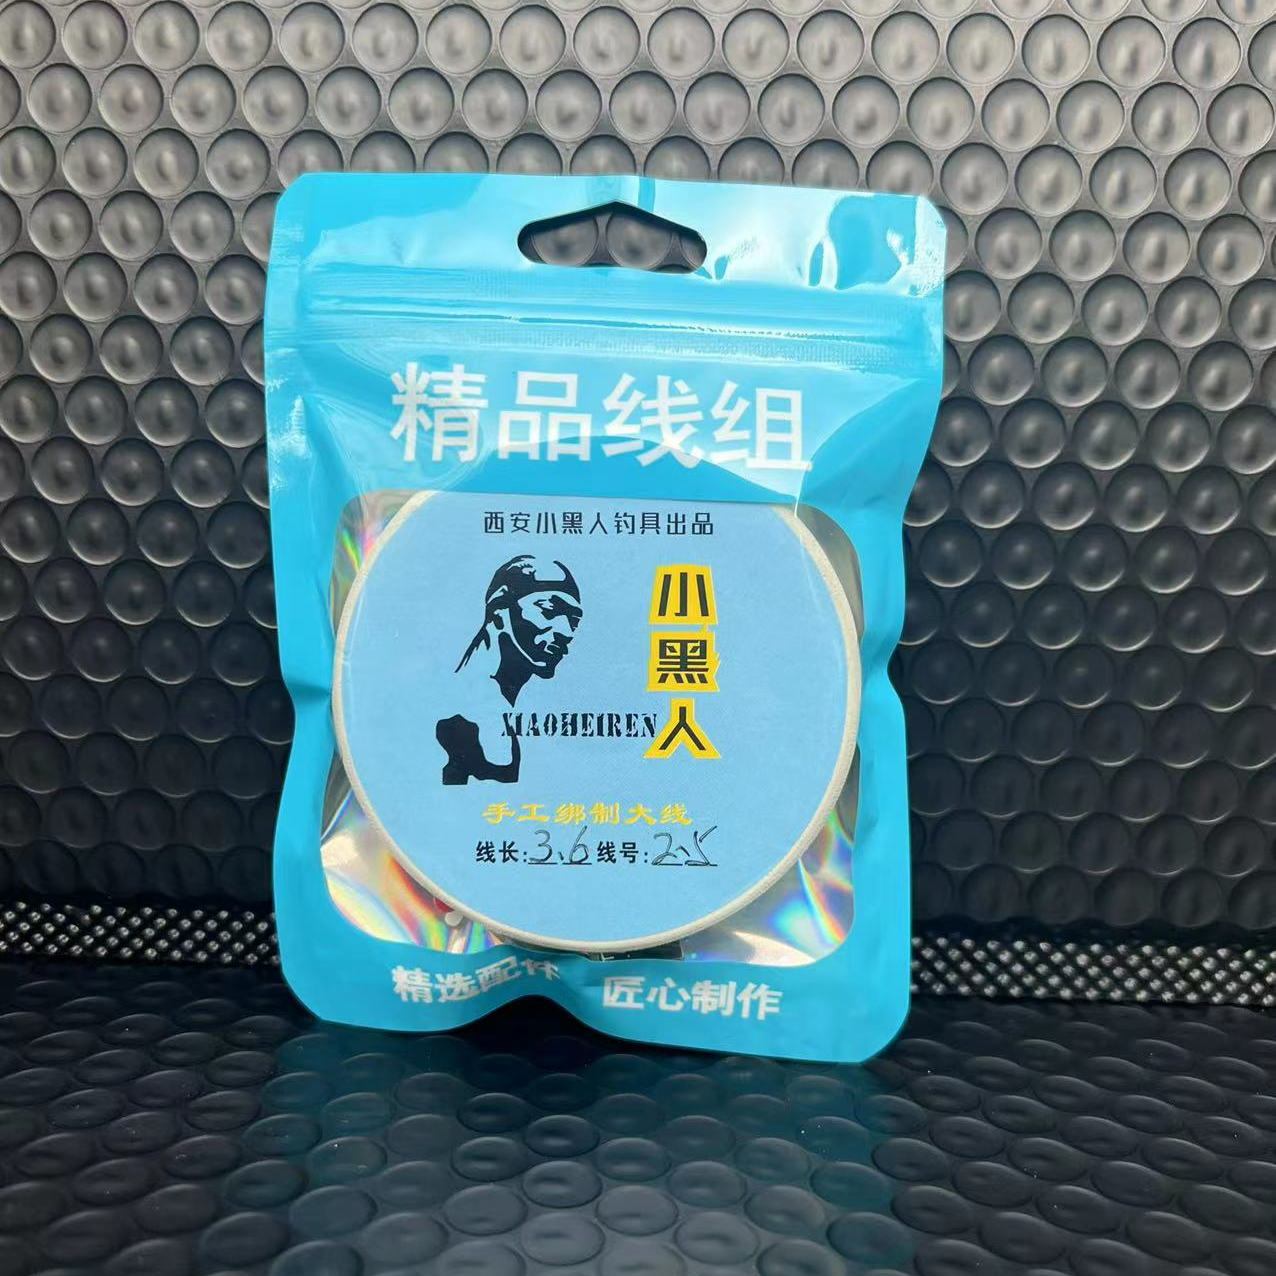 精品线组
西安小黑人钓具出品
小黑人
XIAOHEIREN
手工绑制大线
线长:3.6 线号:2.5
精选配件 匠心制作